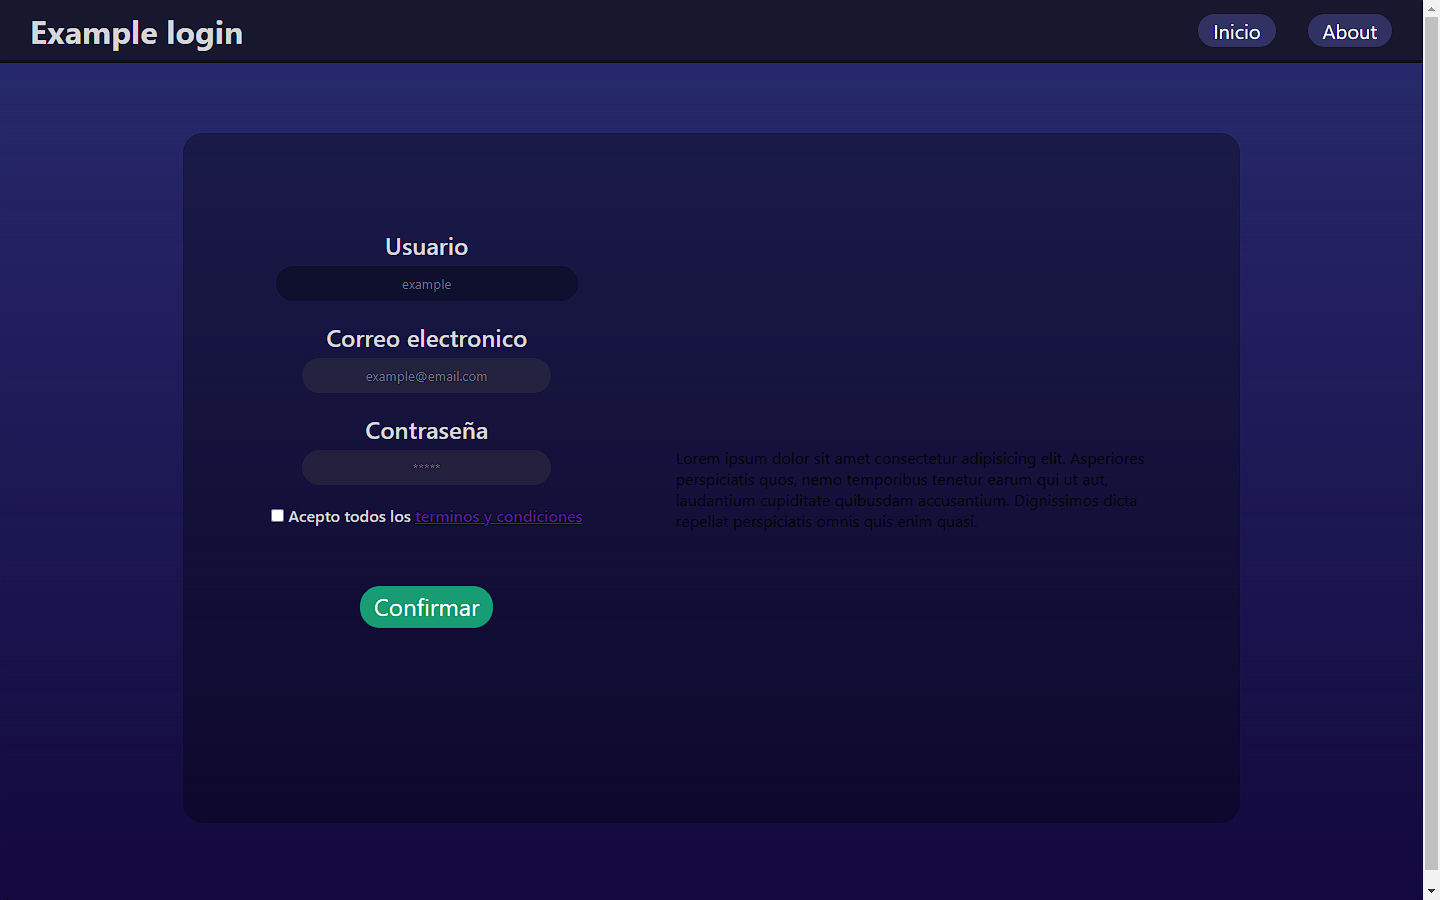 Example login
Inicio
About
Usuario
example
Correo electronico
example@email.com
Contraseña
*****
Acepto todos los terminos y condiciones
Confirmar
Lorem ipsum dolor sit amet consectetur adipisicing elit. Asperiores
perspiciatis quos, nemo temporibus tenetur earum qui ut aut,
laudantium cupiditate quibusdam accusantium. Dignissimos dicta
repellat perspiciatis omnis quis enim quasi.